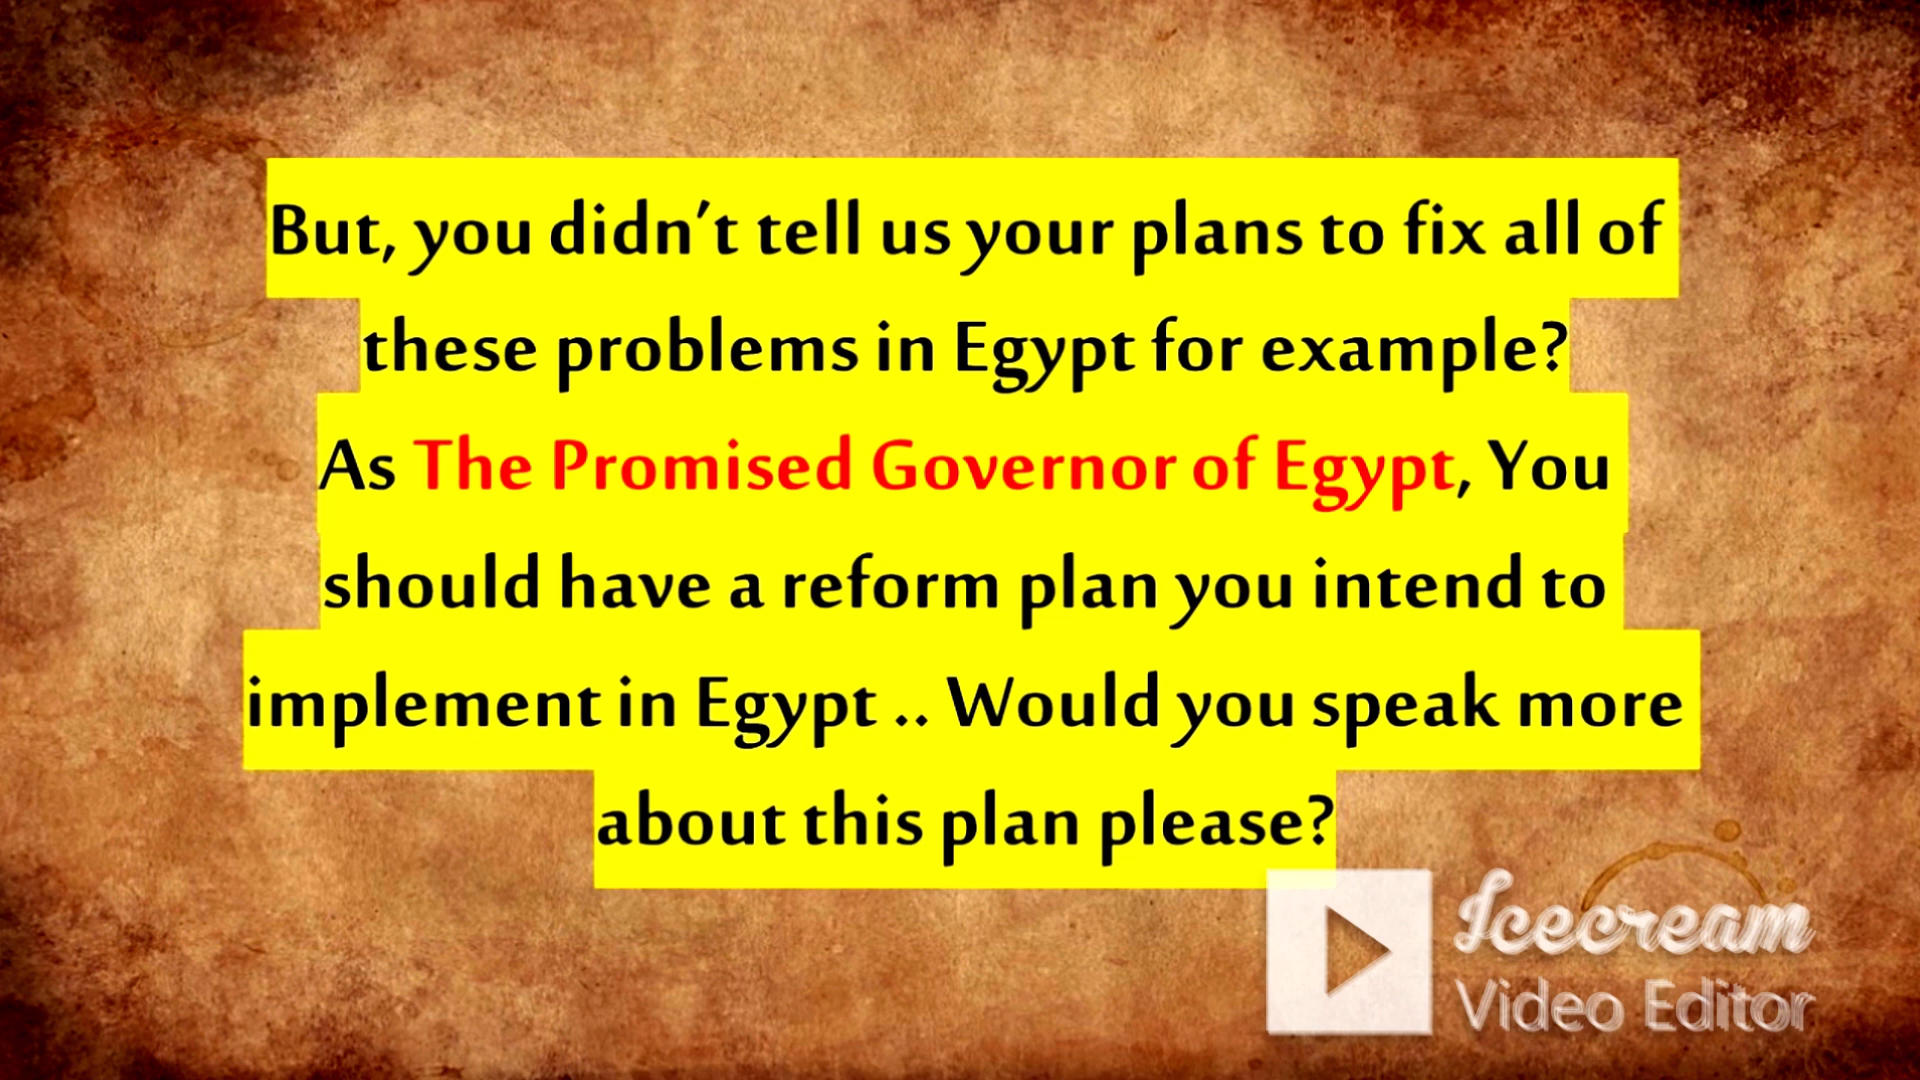 But, you didn’t tell us your plans to fix all of
these problems in Egypt for example?
As The Promised Governor of Egypt, You
should have a reform plan you intend to
implement in Egypt .. Would you speak more
about this plan please?
Icecream
Video Editor